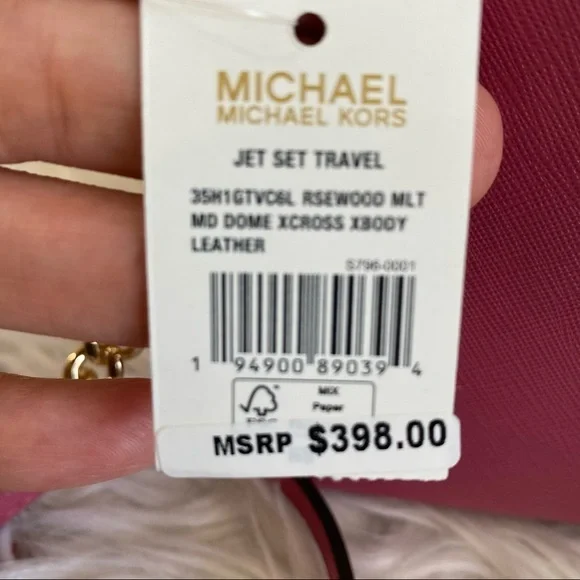 MICHAEL
MICHAEL KORS
JET SET TRAVEL
35H1GTVC6L RSEWOOD MLT
MD DOME XCROSS XBODY
LEATHER
S796-0001
1 94900 89039 4
MIX
Paper
MSRP $398.00